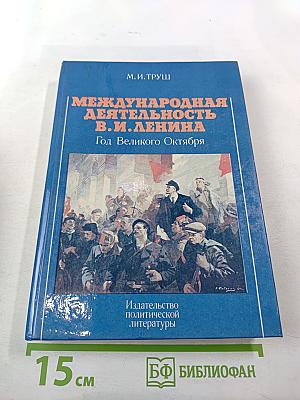 М.И.ТРУШ
МЕЖДУНАРОДНАЯ
ДЕЯТЕЛЬНОСТЬ
В.И.ЛЕНИНА
Год Великого Октября
Издательство
политической
литературы
15 см
БФ БИБЛИОФАН